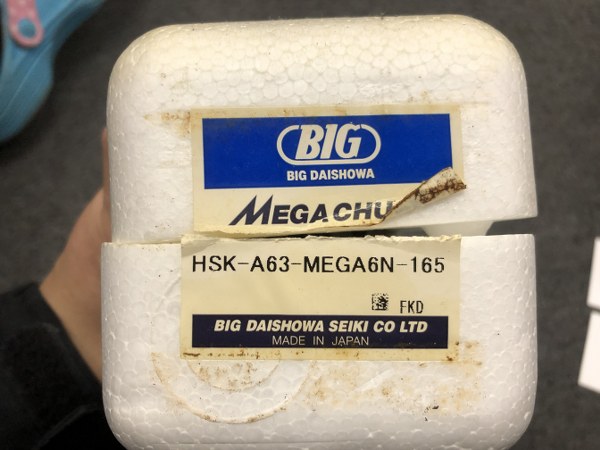 BIG
BIG DAISHOWA
MEGA CHU
HSK-A63-MEGA6N-165
FKD
BIG DAISHOWA SEIKI CO LTD
MADE IN JAPAN